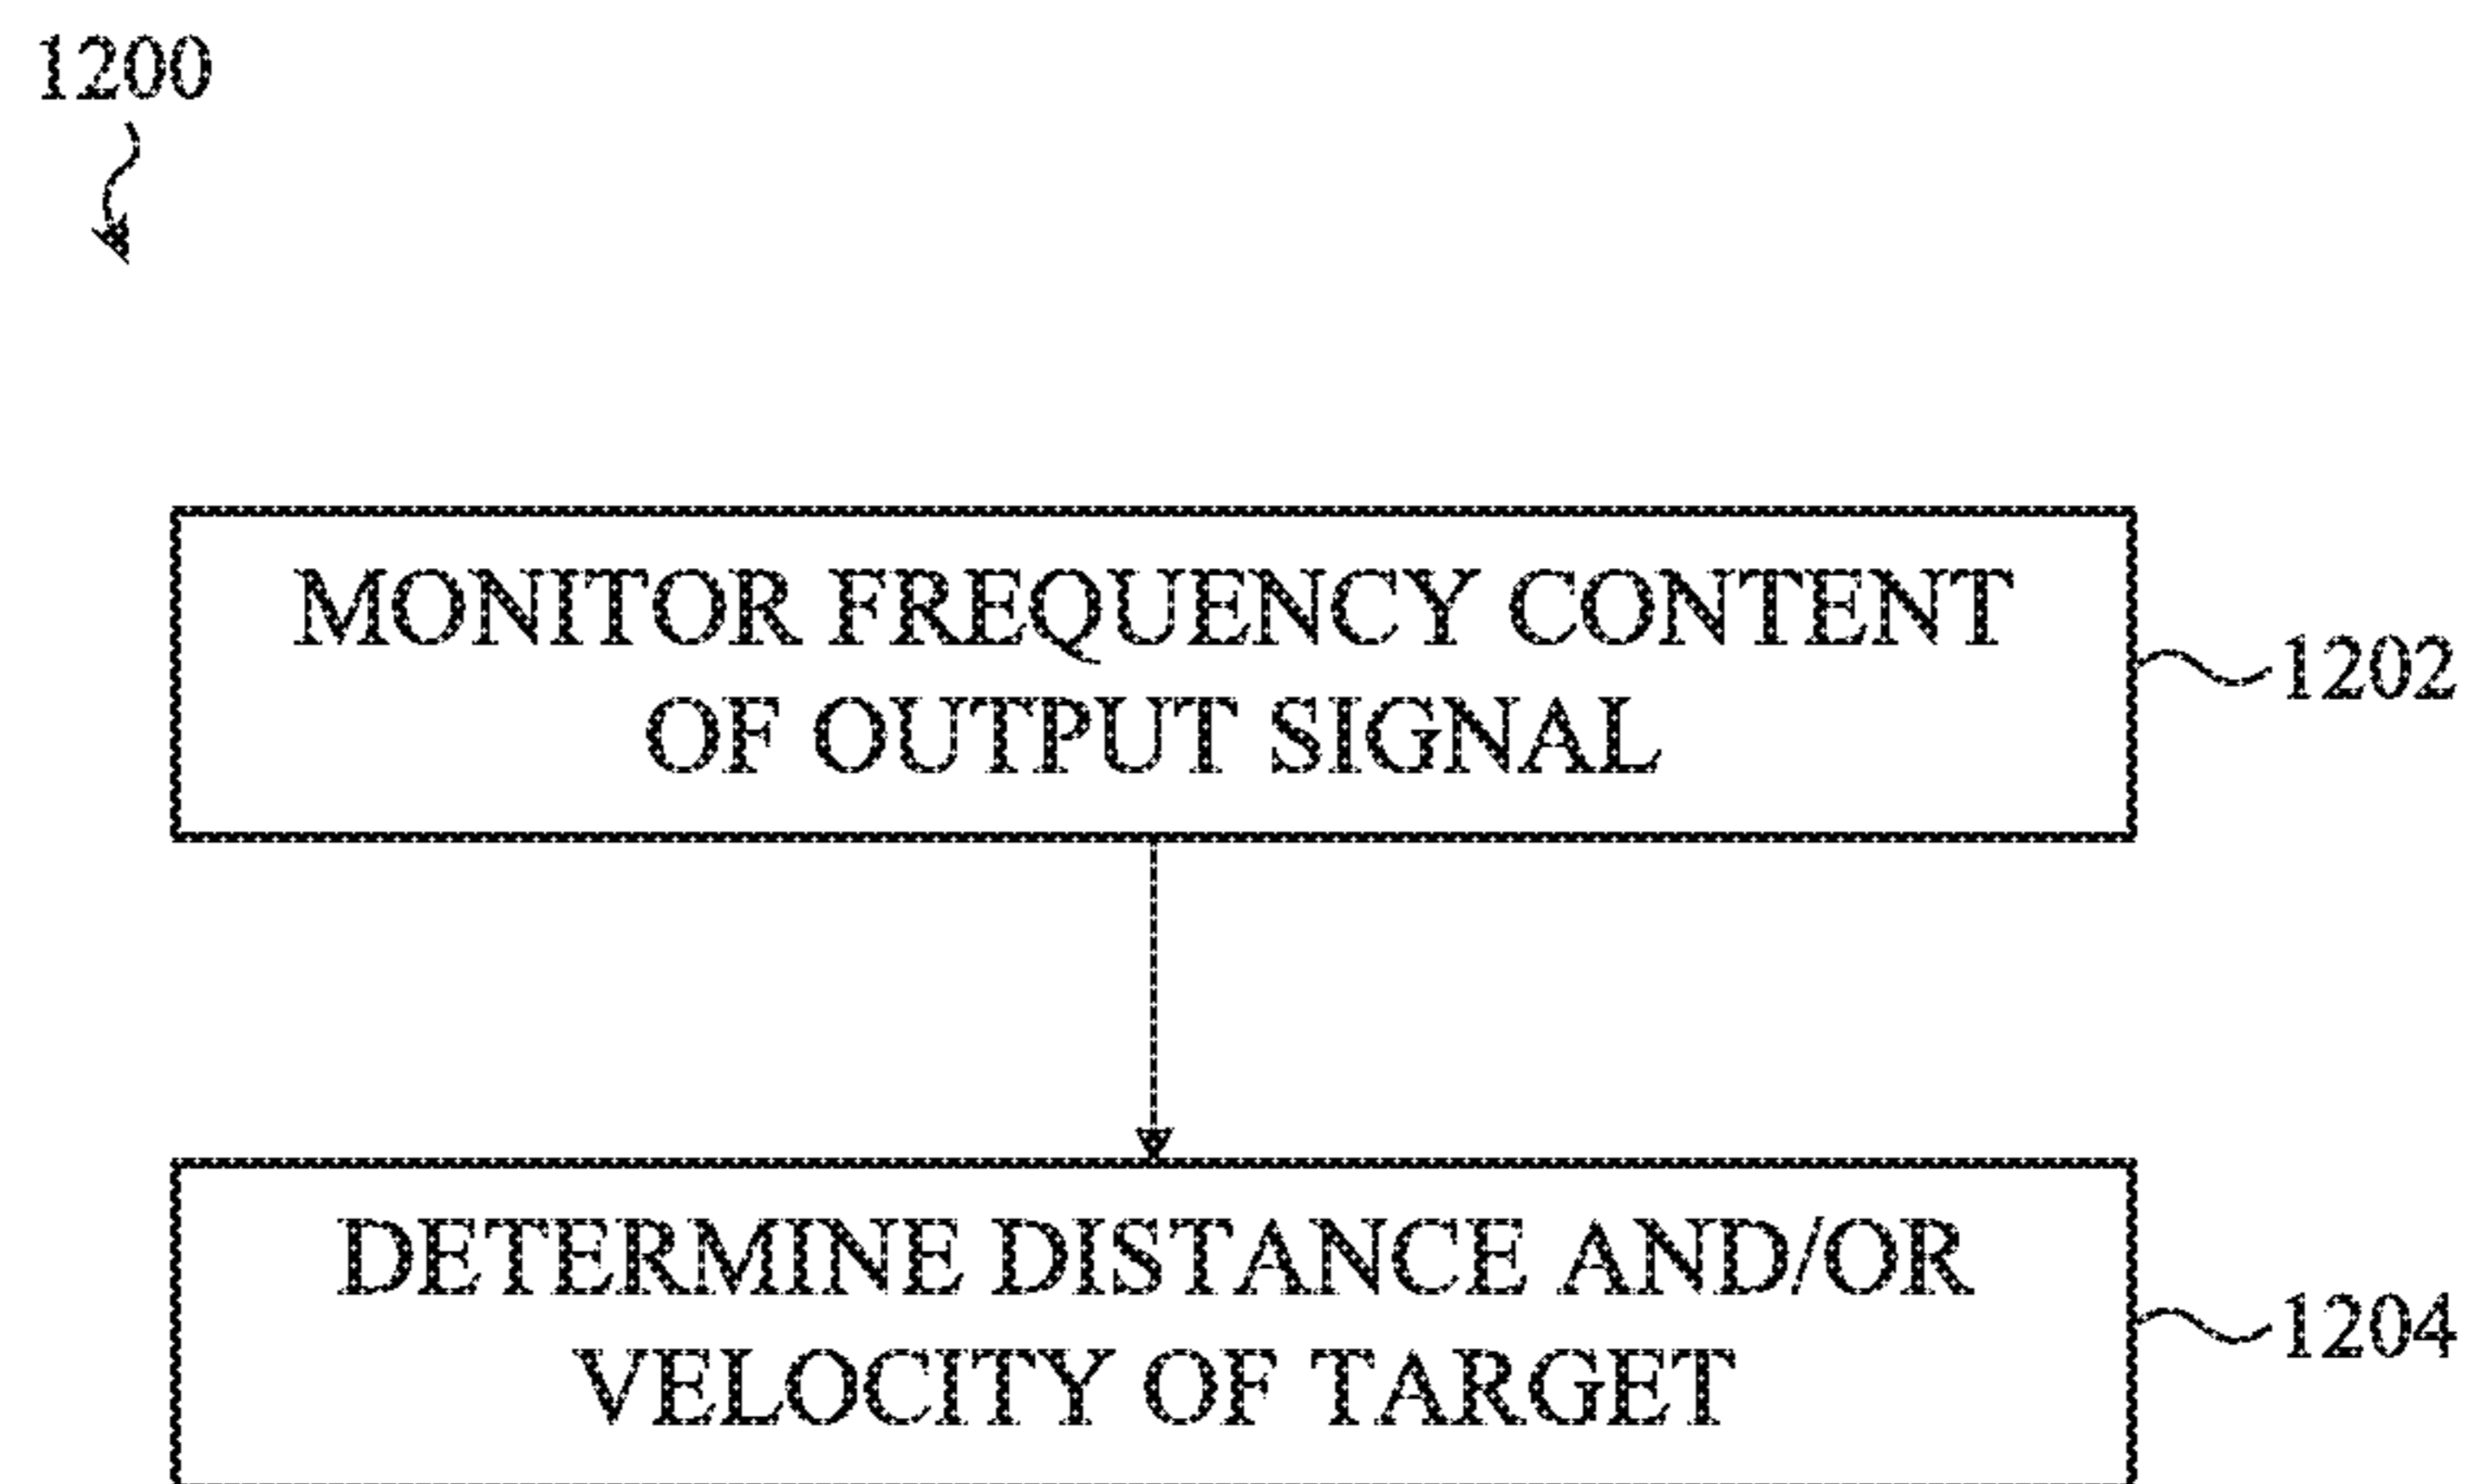 1200
MONITOR FREQUENCY CONTENT
OF OUTPUT SIGNAL
1202
DETERMINE DISTANCE AND/OR
VELOCITY OF TARGET
1204